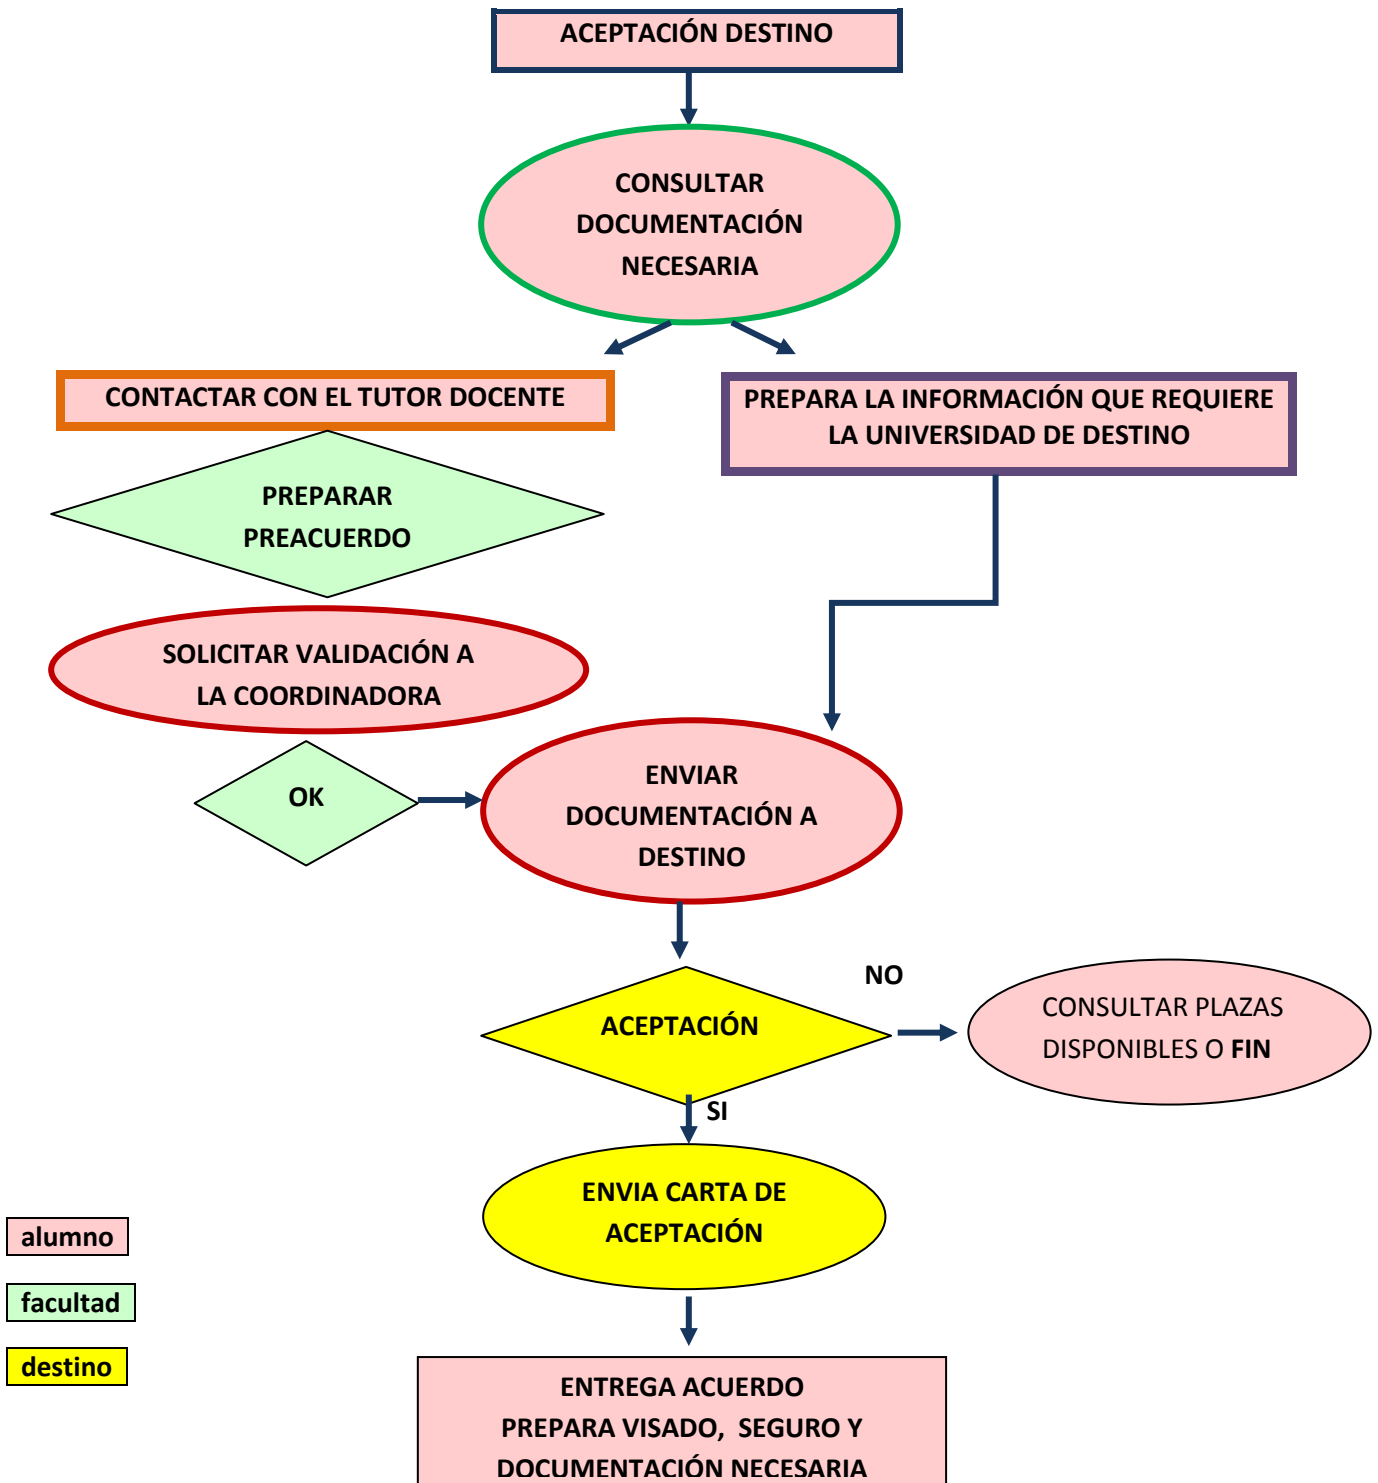 ACEPTACIÓN DESTINO
CONSULTAR
DOCUMENTACIÓN
NECESARIA
CONTACTAR CON EL TUTOR DOCENTE
PREPARA LA INFORMACIÓN QUE REQUIERE
LA UNIVERSIDAD DE DESTINO
PREPARAR
PREACUERDO
SOLICITAR VALIDACIÓN A
LA COORDINADORA
OK
ENVIAR
DOCUMENTACIÓN A
DESTINO
ACEPTACIÓN
NO
CONSULTAR PLAZAS
DISPONIBLES O FIN
SI
ENVIA CARTA DE
ACEPTACIÓN
alumno
facultad
destino
ENTREGA ACUERDO
PREPARA VISADO, SEGURO Y
DOCUMENTACIÓN NECESARIA